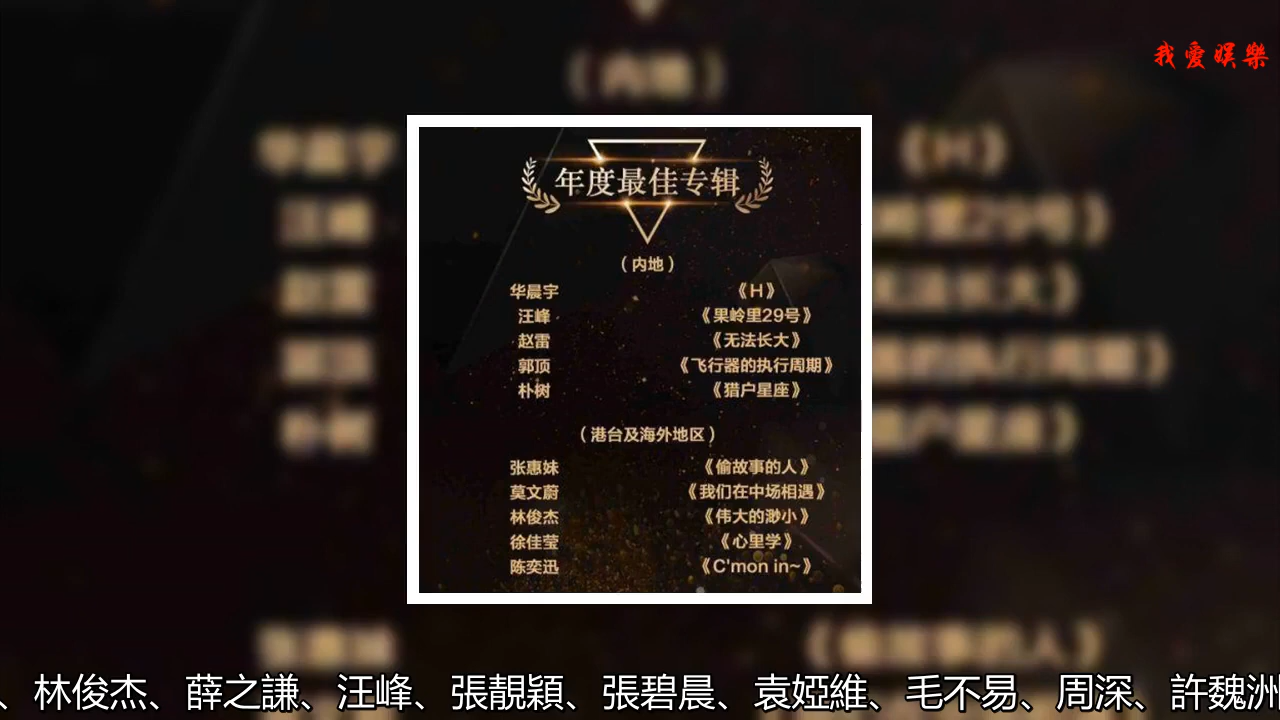 我愛娱樂
年度最佳专辑
（内地）
华晨宇 《H》
汪峰 《果岭里29号》
赵雷 《无法长大》
郭顶 《飞行器的执行周期》
朴树 《猎户星座》
（港台及海外地区）
张惠妹 《偷故事的人》
莫文蔚 《我们在中场相遇》
林俊杰 《伟大的渺小》
徐佳莹 《心里学》
陈奕迅 《C'mon in~》
、林俊杰、薛之謙、汪峰、張靚穎、張碧晨、袁婭維、毛不易、周深、許魏洲